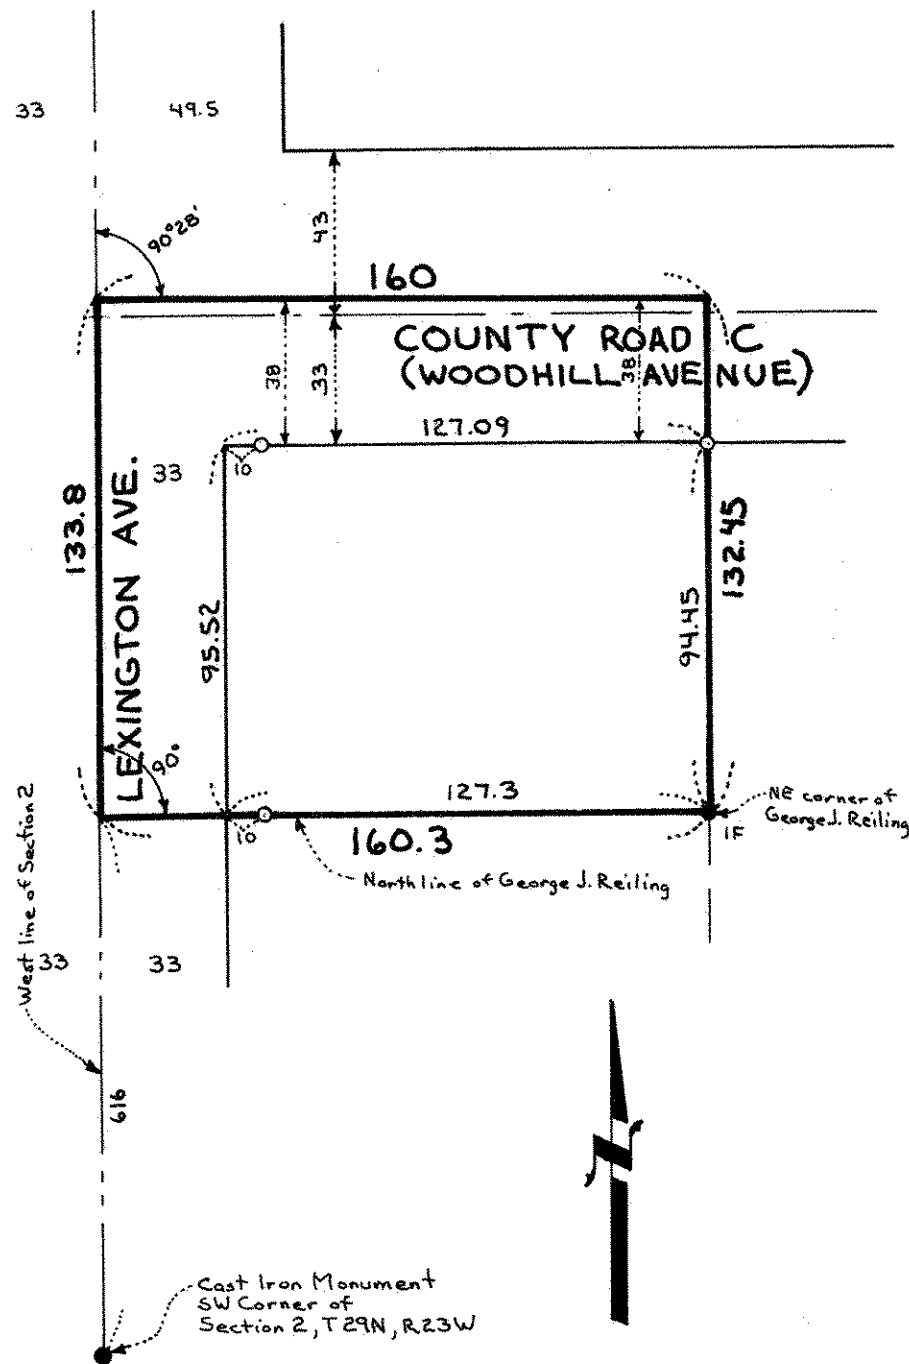 33
49.5
43
90°28'
160
COUNTY ROAD C
(WOODHILL AVENUE)
38
33
38
127.09
10
33
133.8
LEXINGTON AVE.
95.52
94.45
132.45
90°
127.3
10
160.3
NE corner of
George J. Reiling
IF
North line of George J. Reiling
West line of Section 2
33
33
616
Cast Iron Monument
SW Corner of
Section 2, T29N, R23W